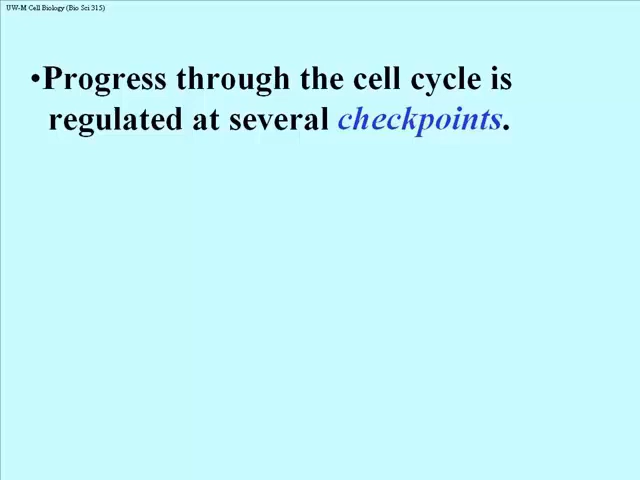 UW-M Cell Biology (Bio Sci 315)
•Progress through the cell cycle is
regulated at several checkpoints.